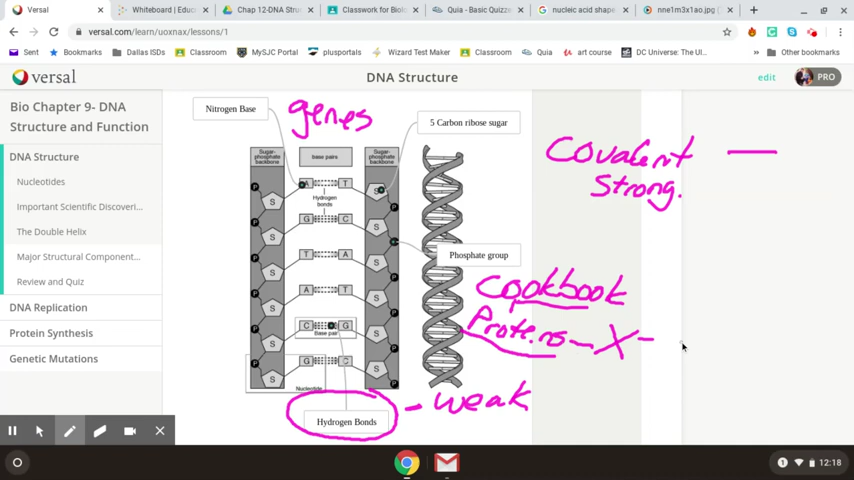 Versal
Whiteboard | Educ
Chap 12-DNA Struc
Classwork for Biolo
Quia - Basic Quizze
nucleic acid shape
nne1m3x1ao.jpg (
versal.com/learn/uoxnax/lessons/1
Sent
Bookmarks
Dallas ISDs
Classroom
MySJC Portal
plusportals
Wizard Test Maker
Classroom
Quia
art course
DC Universe: The Ul...
Other bookmarks
versal
DNA Structure
edit
PRO
Bio Chapter 9- DNA
Structure and Function
DNA Structure
Nucleotides
Important Scientific Discoveri...
The Double Helix
Major Structural Component...
Review and Quiz
DNA Replication
Protein Synthesis
Genetic Mutations
Nitrogen Base
genes
5 Carbon ribose sugar
Sugar-
phosphate
backbone
base pairs
Sugar-
phosphate
backbone
P
A T
S
S
Hydrogen
bonds
P
P
G C
S
S
P
T A
S
S
P
P
A T
S
S
P
P
C G
Base pair
S
S
P
P
G C
S
S
P
Nucleotide
Phosphate group
Hydrogen Bonds
- weak
Covalent —
Strong.
Cookbook
Proteins - X -
1
12:18